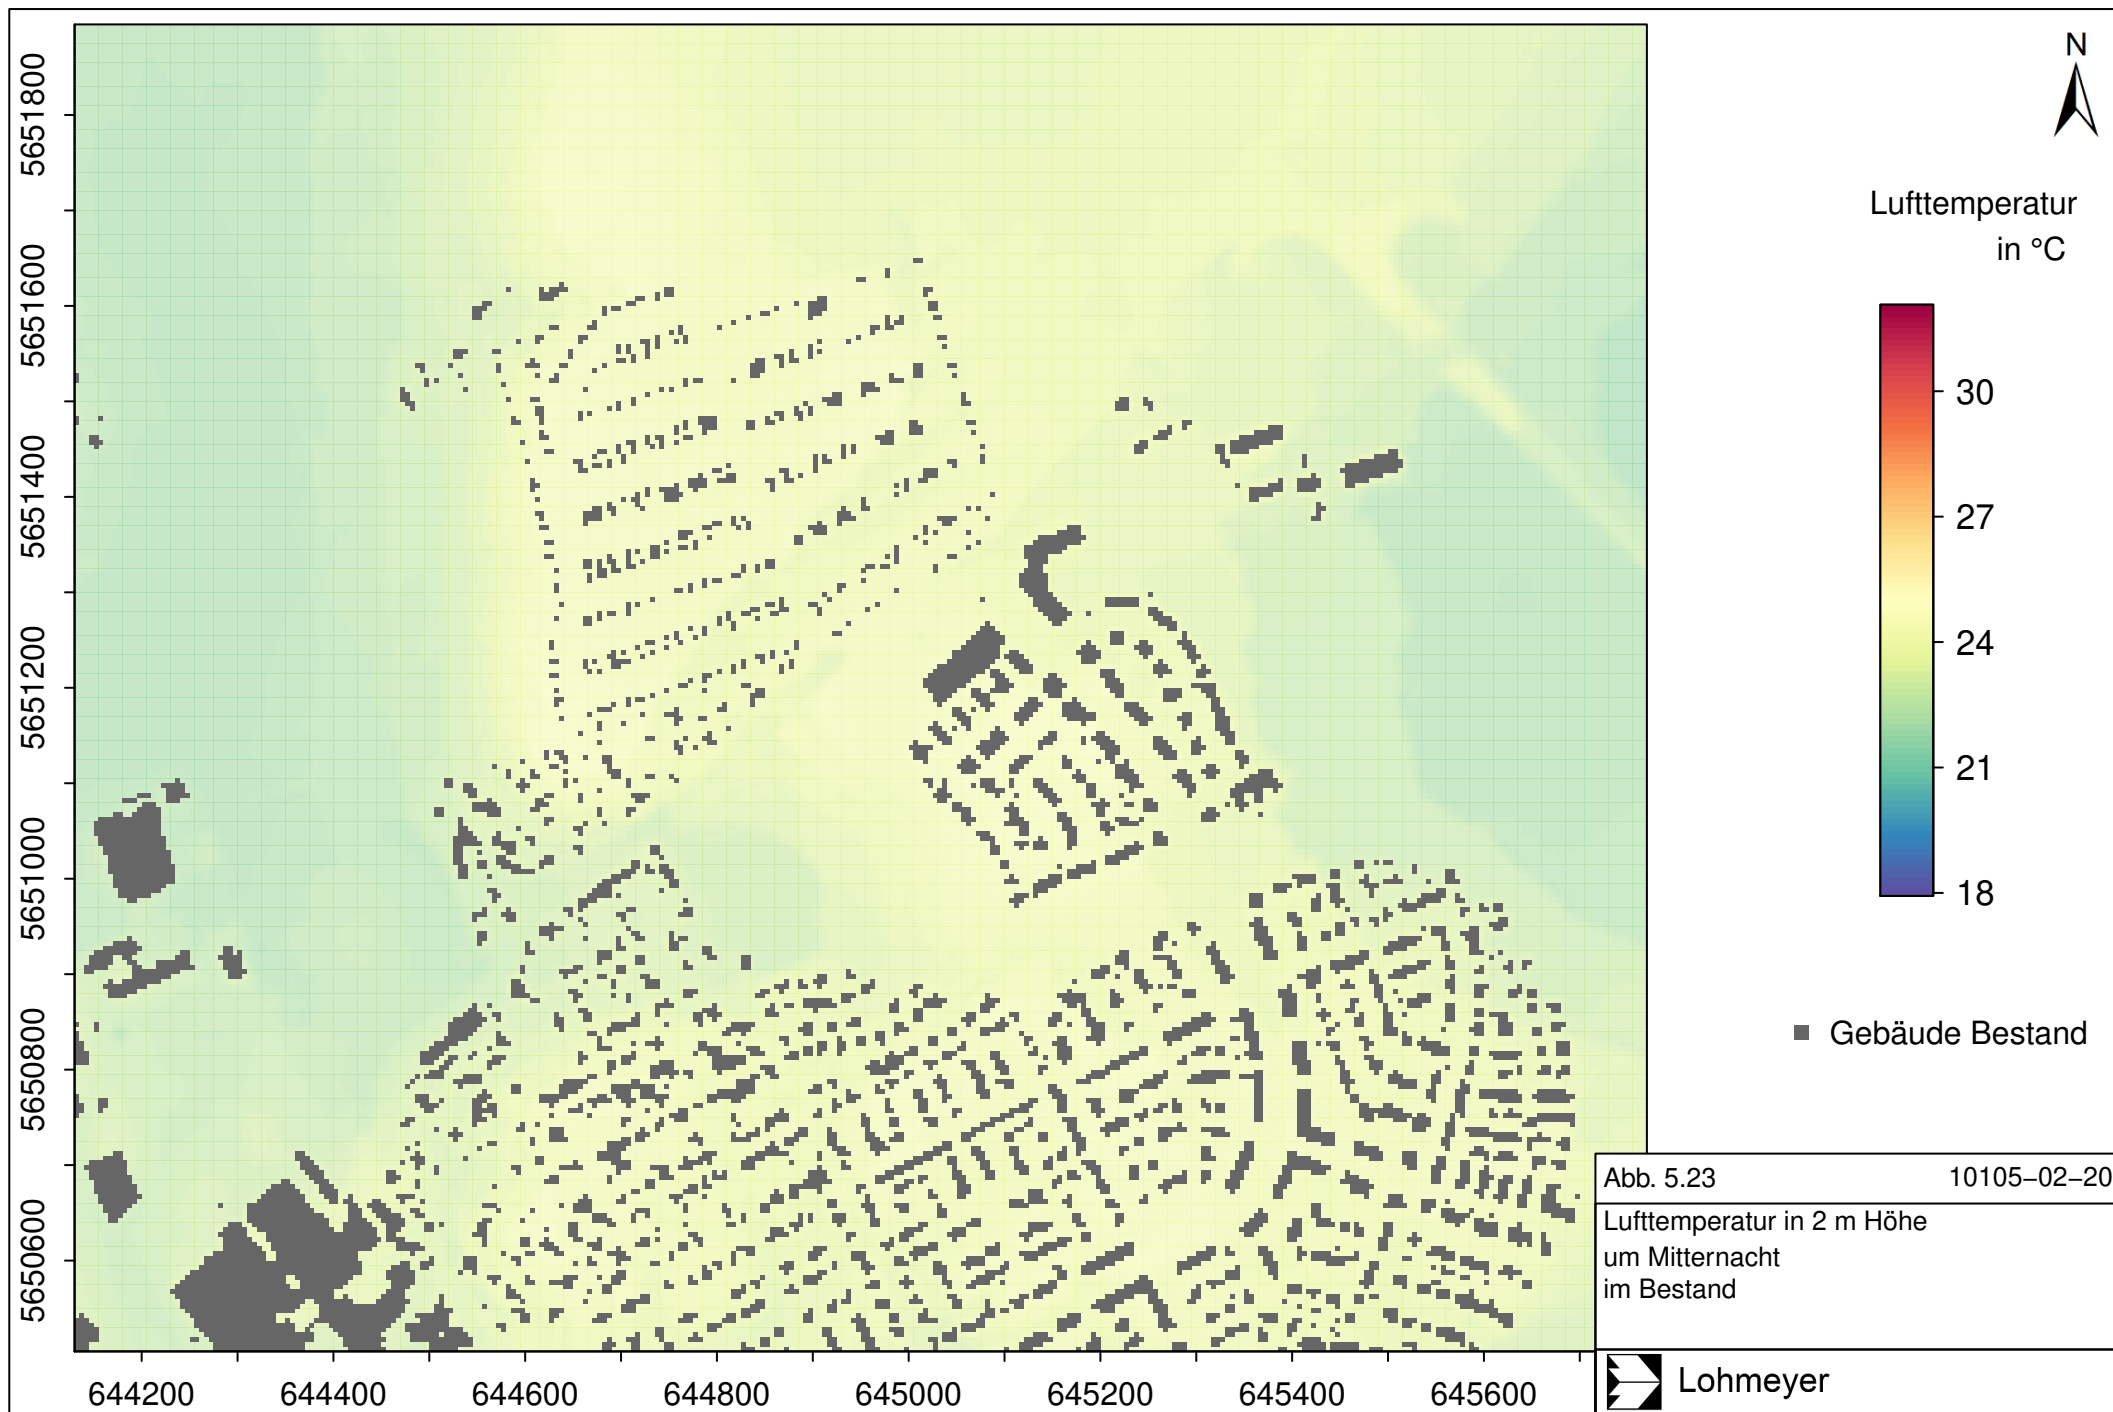 N
Lufttemperatur
in °C
30
27
24
21
18
Gebäude Bestand
5651800
5651600
5651400
5651200
5651000
5650800
5650600
644200 644400 644600 644800 645000 645200 645400 645600
Abb. 5.23 10105−02−20
Lufttemperatur in 2 m Höhe
um Mitternacht
im Bestand
Lohmeyer